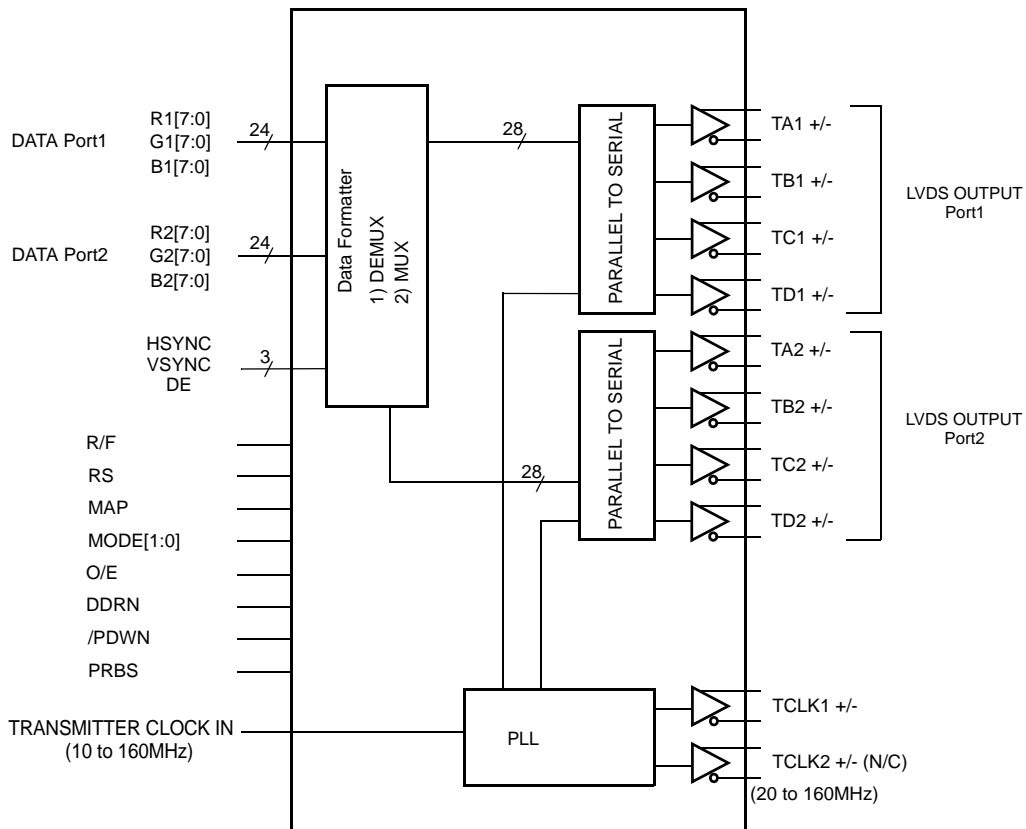 R1[7:0]
DATA Port1
G1[7:0]
B1[7:0]
24
R2[7:0]
DATA Port2
G2[7:0]
B2[7:0]
24
HSYNC
VSYNC
DE
3
R/F
RS
MAP
MODE[1:0]
O/E
DDRN
/PDWN
PRBS
TRANSMITTER CLOCK IN
(10 to 160MHz)
Data Formatter
1) DEMUX
2) MUX
28
28
PARALLEL TO SERIAL
PARALLEL TO SERIAL
PLL
TA1 +/-
TB1 +/-
TC1 +/-
TD1 +/-
LVDS OUTPUT
Port1
TA2 +/-
TB2 +/-
TC2 +/-
TD2 +/-
LVDS OUTPUT
Port2
TCLK1 +/-
TCLK2 +/- (N/C)
(20 to 160MHz)